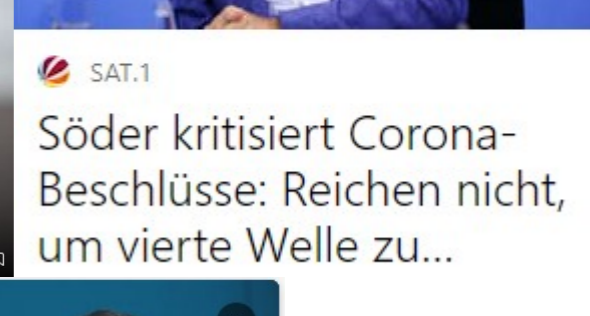 SAT.1
Söder kritisiert Corona-
Beschlüsse: Reichen nicht,
um vierte Welle zu...